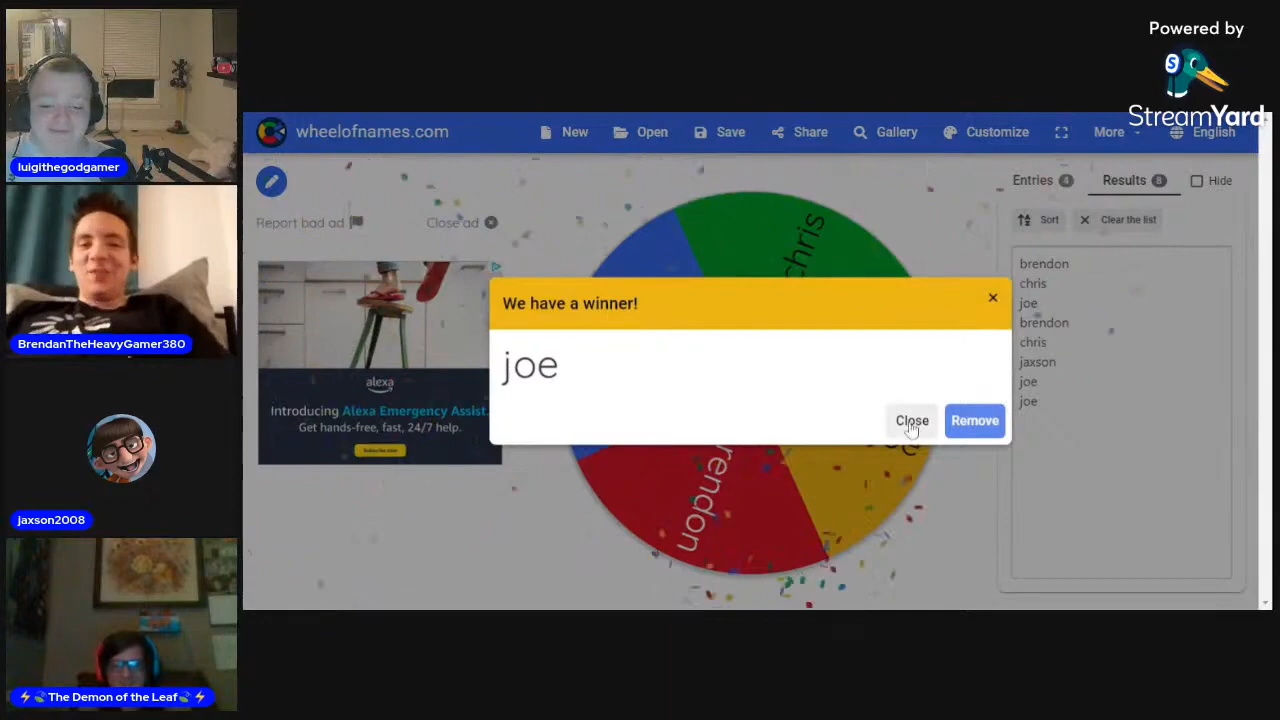 Powered by
StreamYard
luigithegodgamer
BrendanTheHeavyGamer380
jaxson2008
⚡🍃The Demon of the Leaf🍃⚡
wheelofnames.com
New
Open
Save
Share
Gallery
Customize
More
English
Report bad ad
Close ad
alexa
Introducing Alexa Emergency Assist.
Get hands-free, fast, 24/7 help.
chris
rendon
We have a winner!
joe
Close
Remove
Entries 4
Results 8
Hide
Sort
Clear the list
brendon
chris
joe
brendon
chris
jaxson
joe
joe